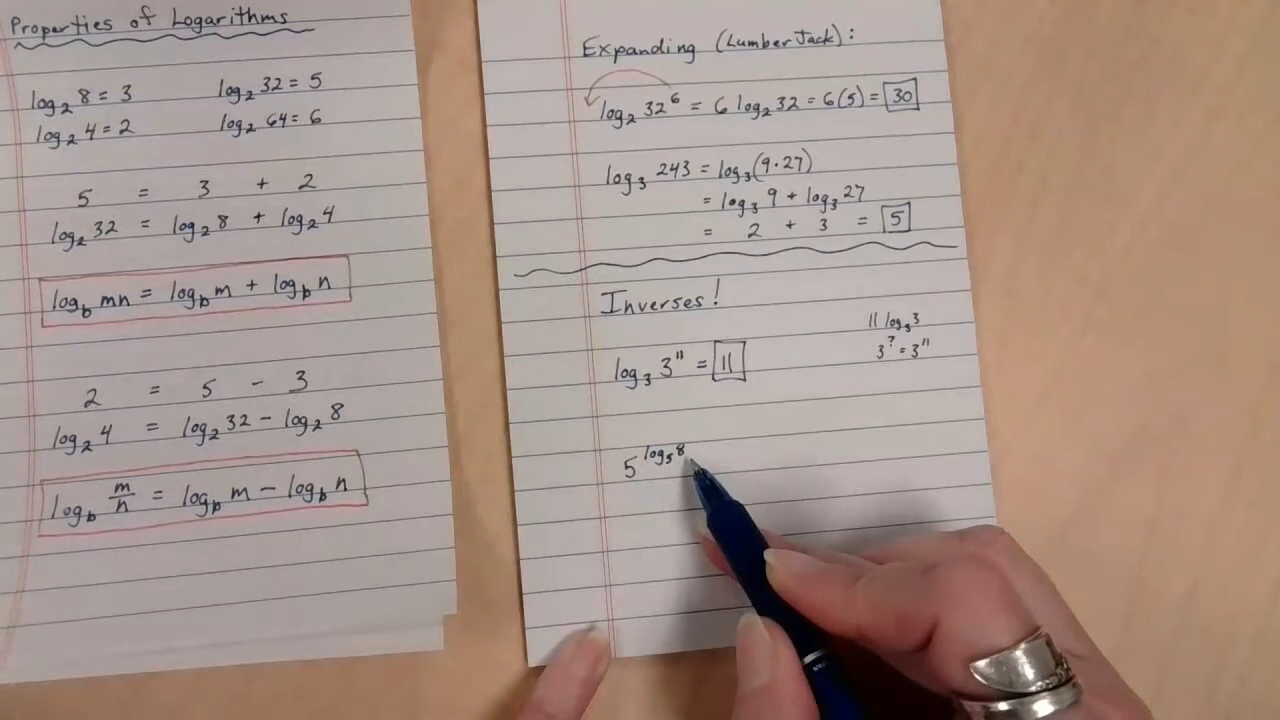 Properties of Logarithms
log₂ 8 = 3 log₂ 32 = 5
log₂ 4 = 2 log₂ 64 = 6
5 = 3 + 2
log₂ 32 = log₂ 8 + log₂ 4
log_b mn = log_b m + log_b n
2 = 5 - 3
log₂ 4 = log₂ 32 - log₂ 8
log_b m/n = log_b m - log_b n
Expanding (LumberJack):
log₂ 32⁶ = 6 log₂ 32 = 6(5) = 30
log₃ 243 = log₃(9·27)
= log₃ 9 + log₃ 27
= 2 + 3 = 5
Inverses!
11 log₃ 3
3^? = 3¹¹
log₃ 3¹¹ = 11
5^(log₅ 8)